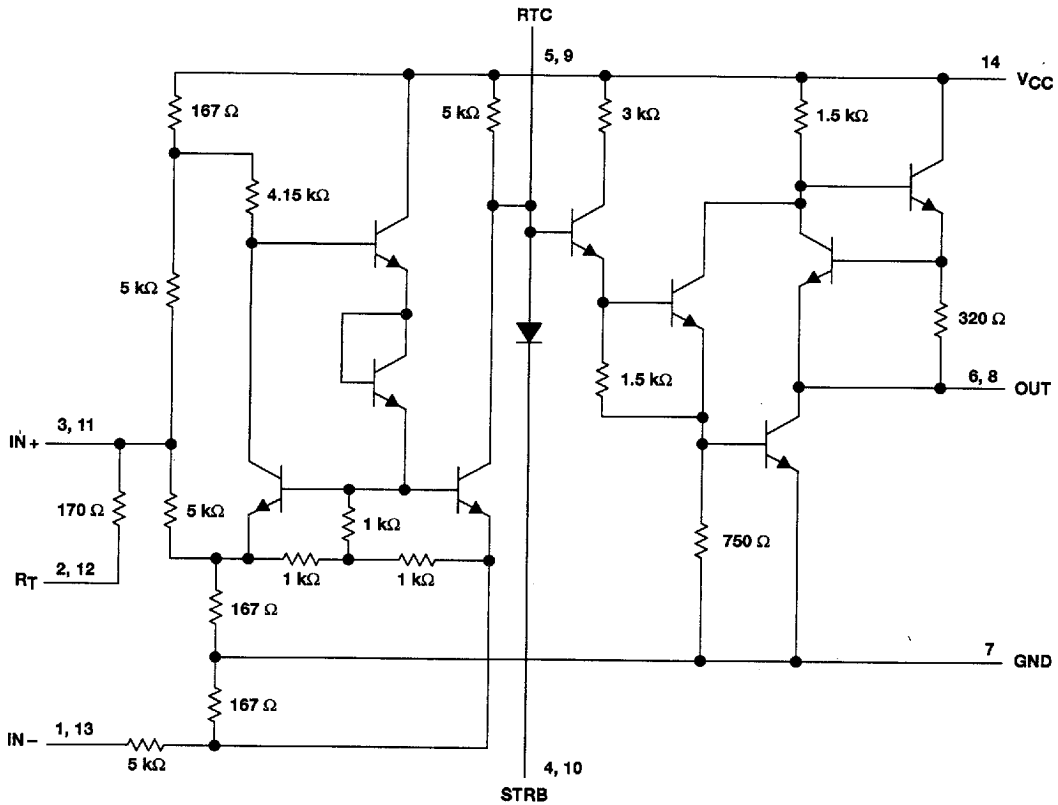 RTC
5, 9
14
VCC
167 Ω
5 kΩ
3 kΩ
1.5 kΩ
4.15 kΩ
5 kΩ
320 Ω
1.5 kΩ
6, 8
OUT
IN+
3, 11
170 Ω
5 kΩ
1 kΩ
750 Ω
RT
2, 12
1 kΩ
1 kΩ
167 Ω
7
GND
167 Ω
IN−
1, 13
5 kΩ
4, 10
STRB